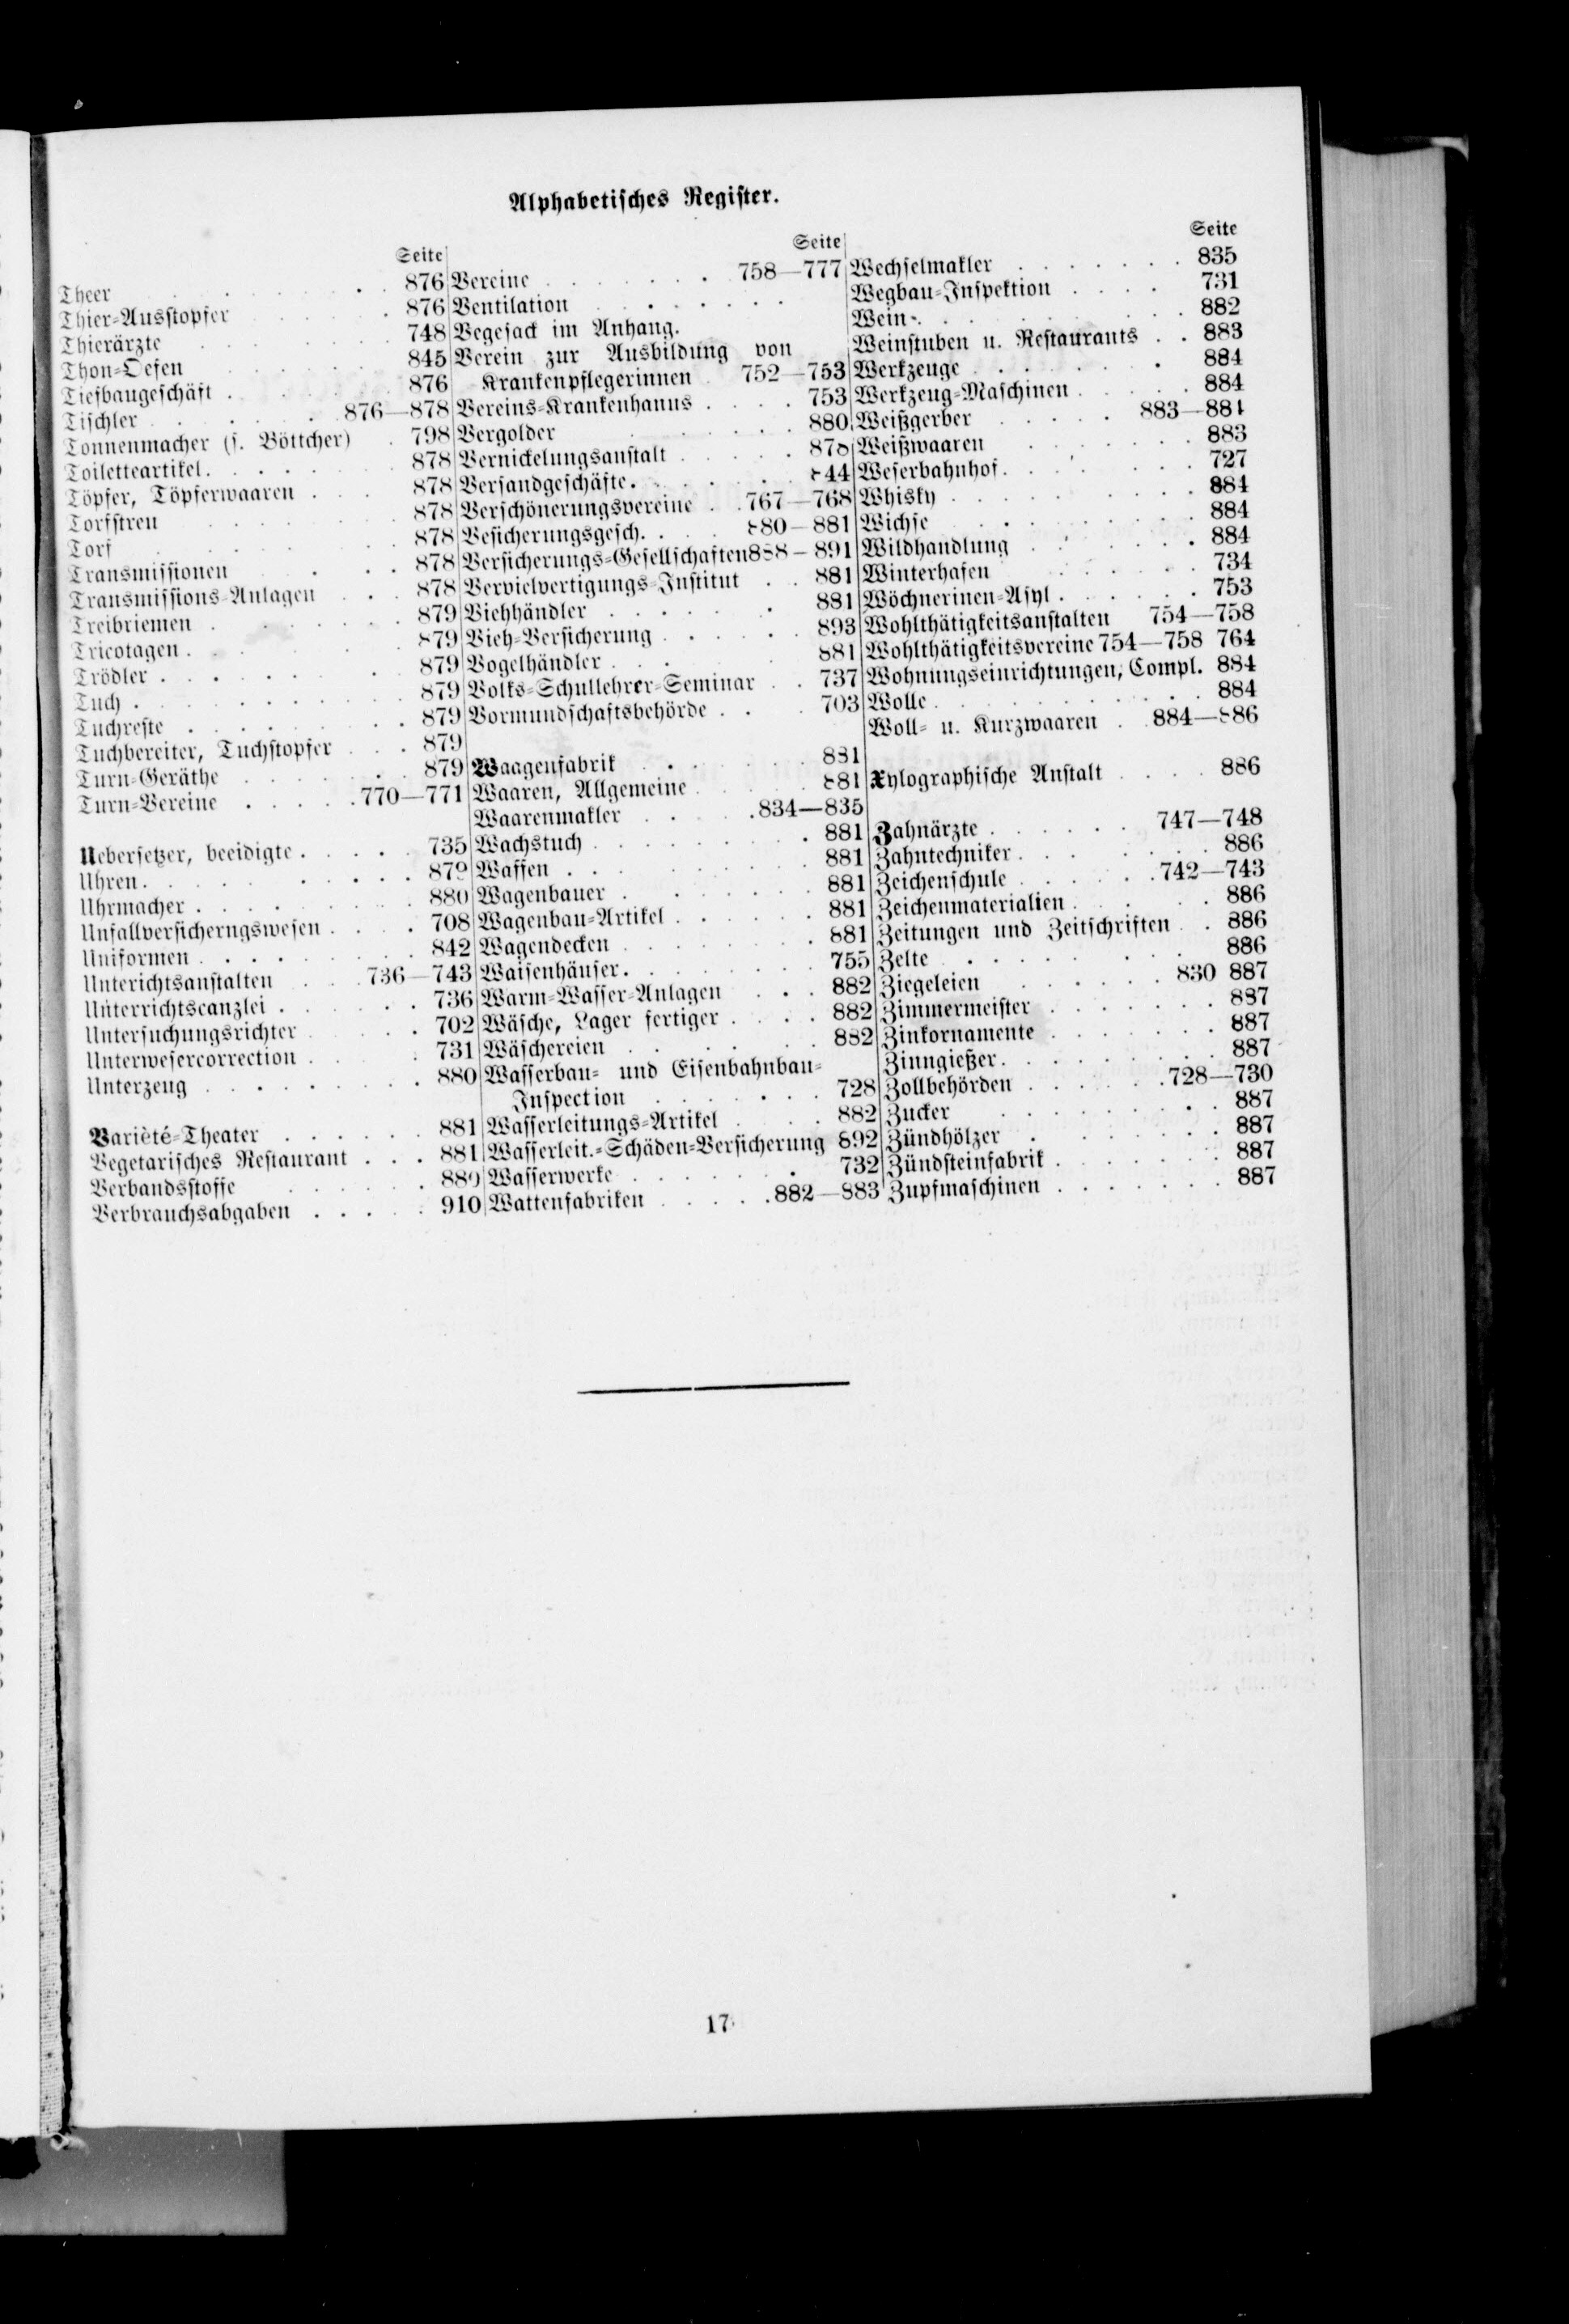 Alphabetisches Register.
Seite
Theer . . . 876
Thier-Ausstopfer . . . 876
Thierärzte . . . 748
Thon-Oefen . . . 845
Tiefbaugeschäft . . . 876
Tischler . . . 876—878
Tonnenmacher (s. Böttcher) . 798
Toiletteartikel . . . 878
Töpfer, Töpferwaaren . . . 878
Torfstreu . . . 878
Torf . . . 878
Transmissionen . . . 878
Transmissions-Anlagen . . . 878
Treibriemen . . . 879
Tricotagen . . . 879
Trödler . . . 879
Tuch . . . 879
Tuchreste . . . 879
Tuchbereiter, Tuchstopfer . . . 879
Turn-Geräthe . . . 879
Turn-Vereine . . . 770—771
Uebersetzer, beeidigte . . . 735
Uhren . . . 879
Uhrmacher . . . 880
Unfallversicherngswesen . . . 708
Uniformen . . . 842
Unterichtsanstalten . . . 736—743
Unterrichtscanzlei . . . 736
Untersuchungsrichter . . . 702
Unterwesercorrection . . . 731
Unterzeug . . . 880
Varièté-Theater . . . 881
Vegetarisches Restaurant . . . 881
Verbandsstoffe . . . 880
Verbrauchsabgaben . . . 910
Seite
Vereine . . . 758—777
Ventilation . . .
Vegesack im Anhang.
Verein zur Ausbildung von
Krankenpflegerinnen . 752—753
Vereins-Krankenhanus . . . 753
Vergolder . . . 880
Vernickelungsanstalt . . . 878
Versandgeschäfte . . . 844
Verschönerungsvereine . . 767—768
Vesicherungsgesch. . . . 880—881
Versicherungs-Gesellschaften 888—891
Vervielvertigungs-Institut . . 881
Viehhändler . . . 881
Vieh-Versicherung . . . 893
Vogelhändler . . . 881
Volks-Schullehrer-Seminar . . 737
Vormundschaftsbehörde . . . 703
Waagenfabrik . . . 881
Waaren, Allgemeine . . . 881
Waarenmakler . . . 834—835
Wachstuch . . . 881
Waffen . . . 881
Wagenbauer . . . 881
Wagenbau-Artikel . . . 881
Wagendecken . . . 881
Waisenhäuser . . . 755
Warm-Wasser-Anlagen . . . 882
Wäsche, Lager fertiger . . . 882
Wäschereien . . . 882
Wasserbau- und Eisenbahnbau-
Inspection . . . 728
Wasserleitungs-Artikel . . . 882
Wasserleit.-Schäden-Versicherung 892
Wasserwerke . . . 732
Wattenfabriken . . . 882—883
Seite
Wechselmakler . . . 835
Wegbau-Inspektion . . . 731
Wein . . . 882
Weinstuben u. Restaurants . . 883
Werkzeuge . . . 884
Werkzeug-Maschinen . . . 884
Weißgerber . . . 883—884
Weißwaaren . . . 883
Weserbahnhof . . . 727
Whisky . . . 884
Wichse . . . 884
Wildhandlung . . . 884
Winterhafen . . . 734
Wöchnerinen-Asyl . . . 753
Wohlthätigkeitsanstalten 754—758
Wohlthätigkeitsvereine 754—758 764
Wohnungseinrichtungen, Compl. 884
Wolle . . . 884
Woll- u. Kurzwaaren . . 884—886
Xylographische Anstalt . . . 886
Zahnärzte . . . 747—748
Zahntechniker . . . 886
Zeichenschule . . . 742—743
Zeichenmaterialien . . . 886
Zeitungen und Zeitschriften . . 886
Zelte . . . 886
Ziegeleien . . . 830 887
Zimmermeister . . . 887
Zinkornamente . . . 887
Zinngießer . . . 887
Zollbehörden . . . 728—730
Zucker . . . 887
Zündhölzer . . . 887
Zündsteinfabrik . . . 887
Zupfmaschinen . . . 887
17